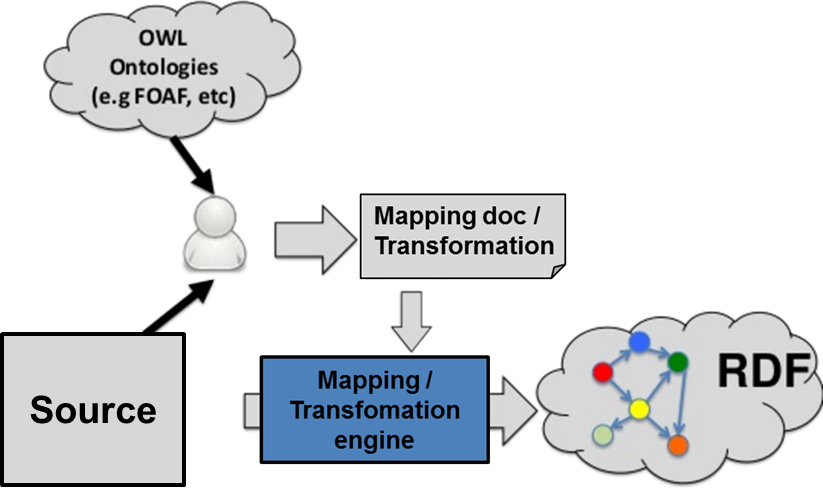 OWL
Ontologies
(e.g FOAF, etc)
Mapping doc /
Transformation
Source
Mapping /
Transfomation
engine
RDF